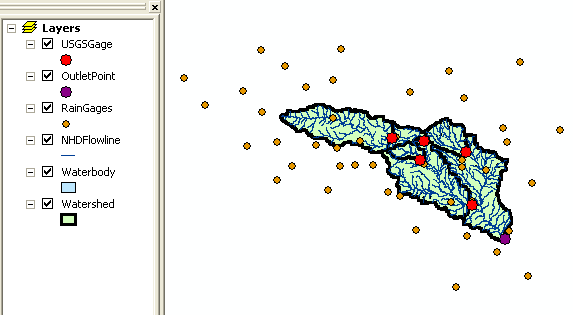 Layers
USGSGage
OutletPoint
RainGages
NHDFlowline
Waterbody
Watershed